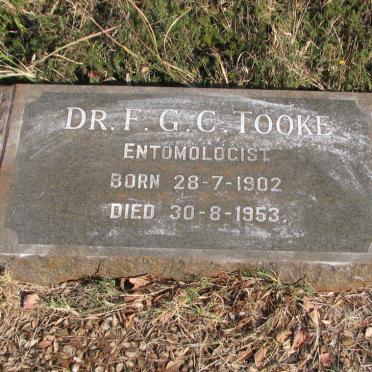 DR. F. G. C. TOOKE
ENTOMOLOGIST.
BORN 28-7-1902
DIED 30-8-1953.